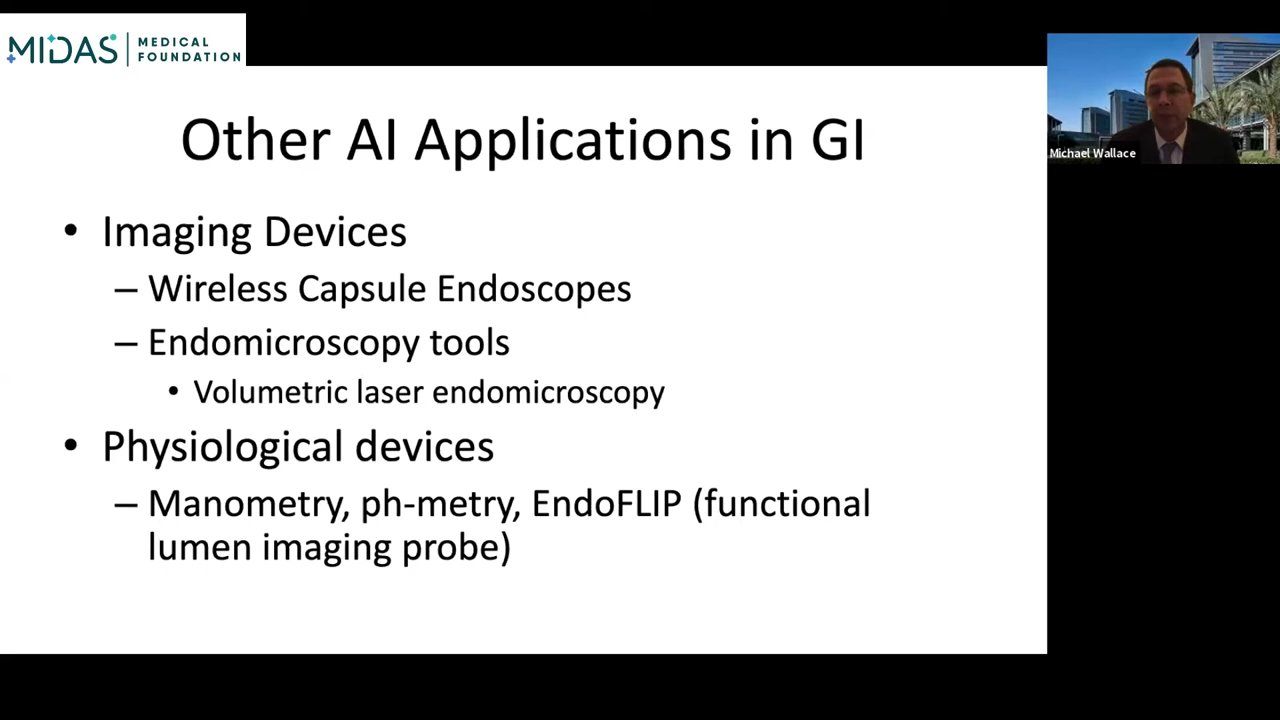 MIDAS MEDICAL
FOUNDATION
Other AI Applications in GI
• Imaging Devices
– Wireless Capsule Endoscopes
– Endomicroscopy tools
• Volumetric laser endomicroscopy
• Physiological devices
– Manometry, ph-metry, EndoFLIP (functional
lumen imaging probe)
Michael Wallace